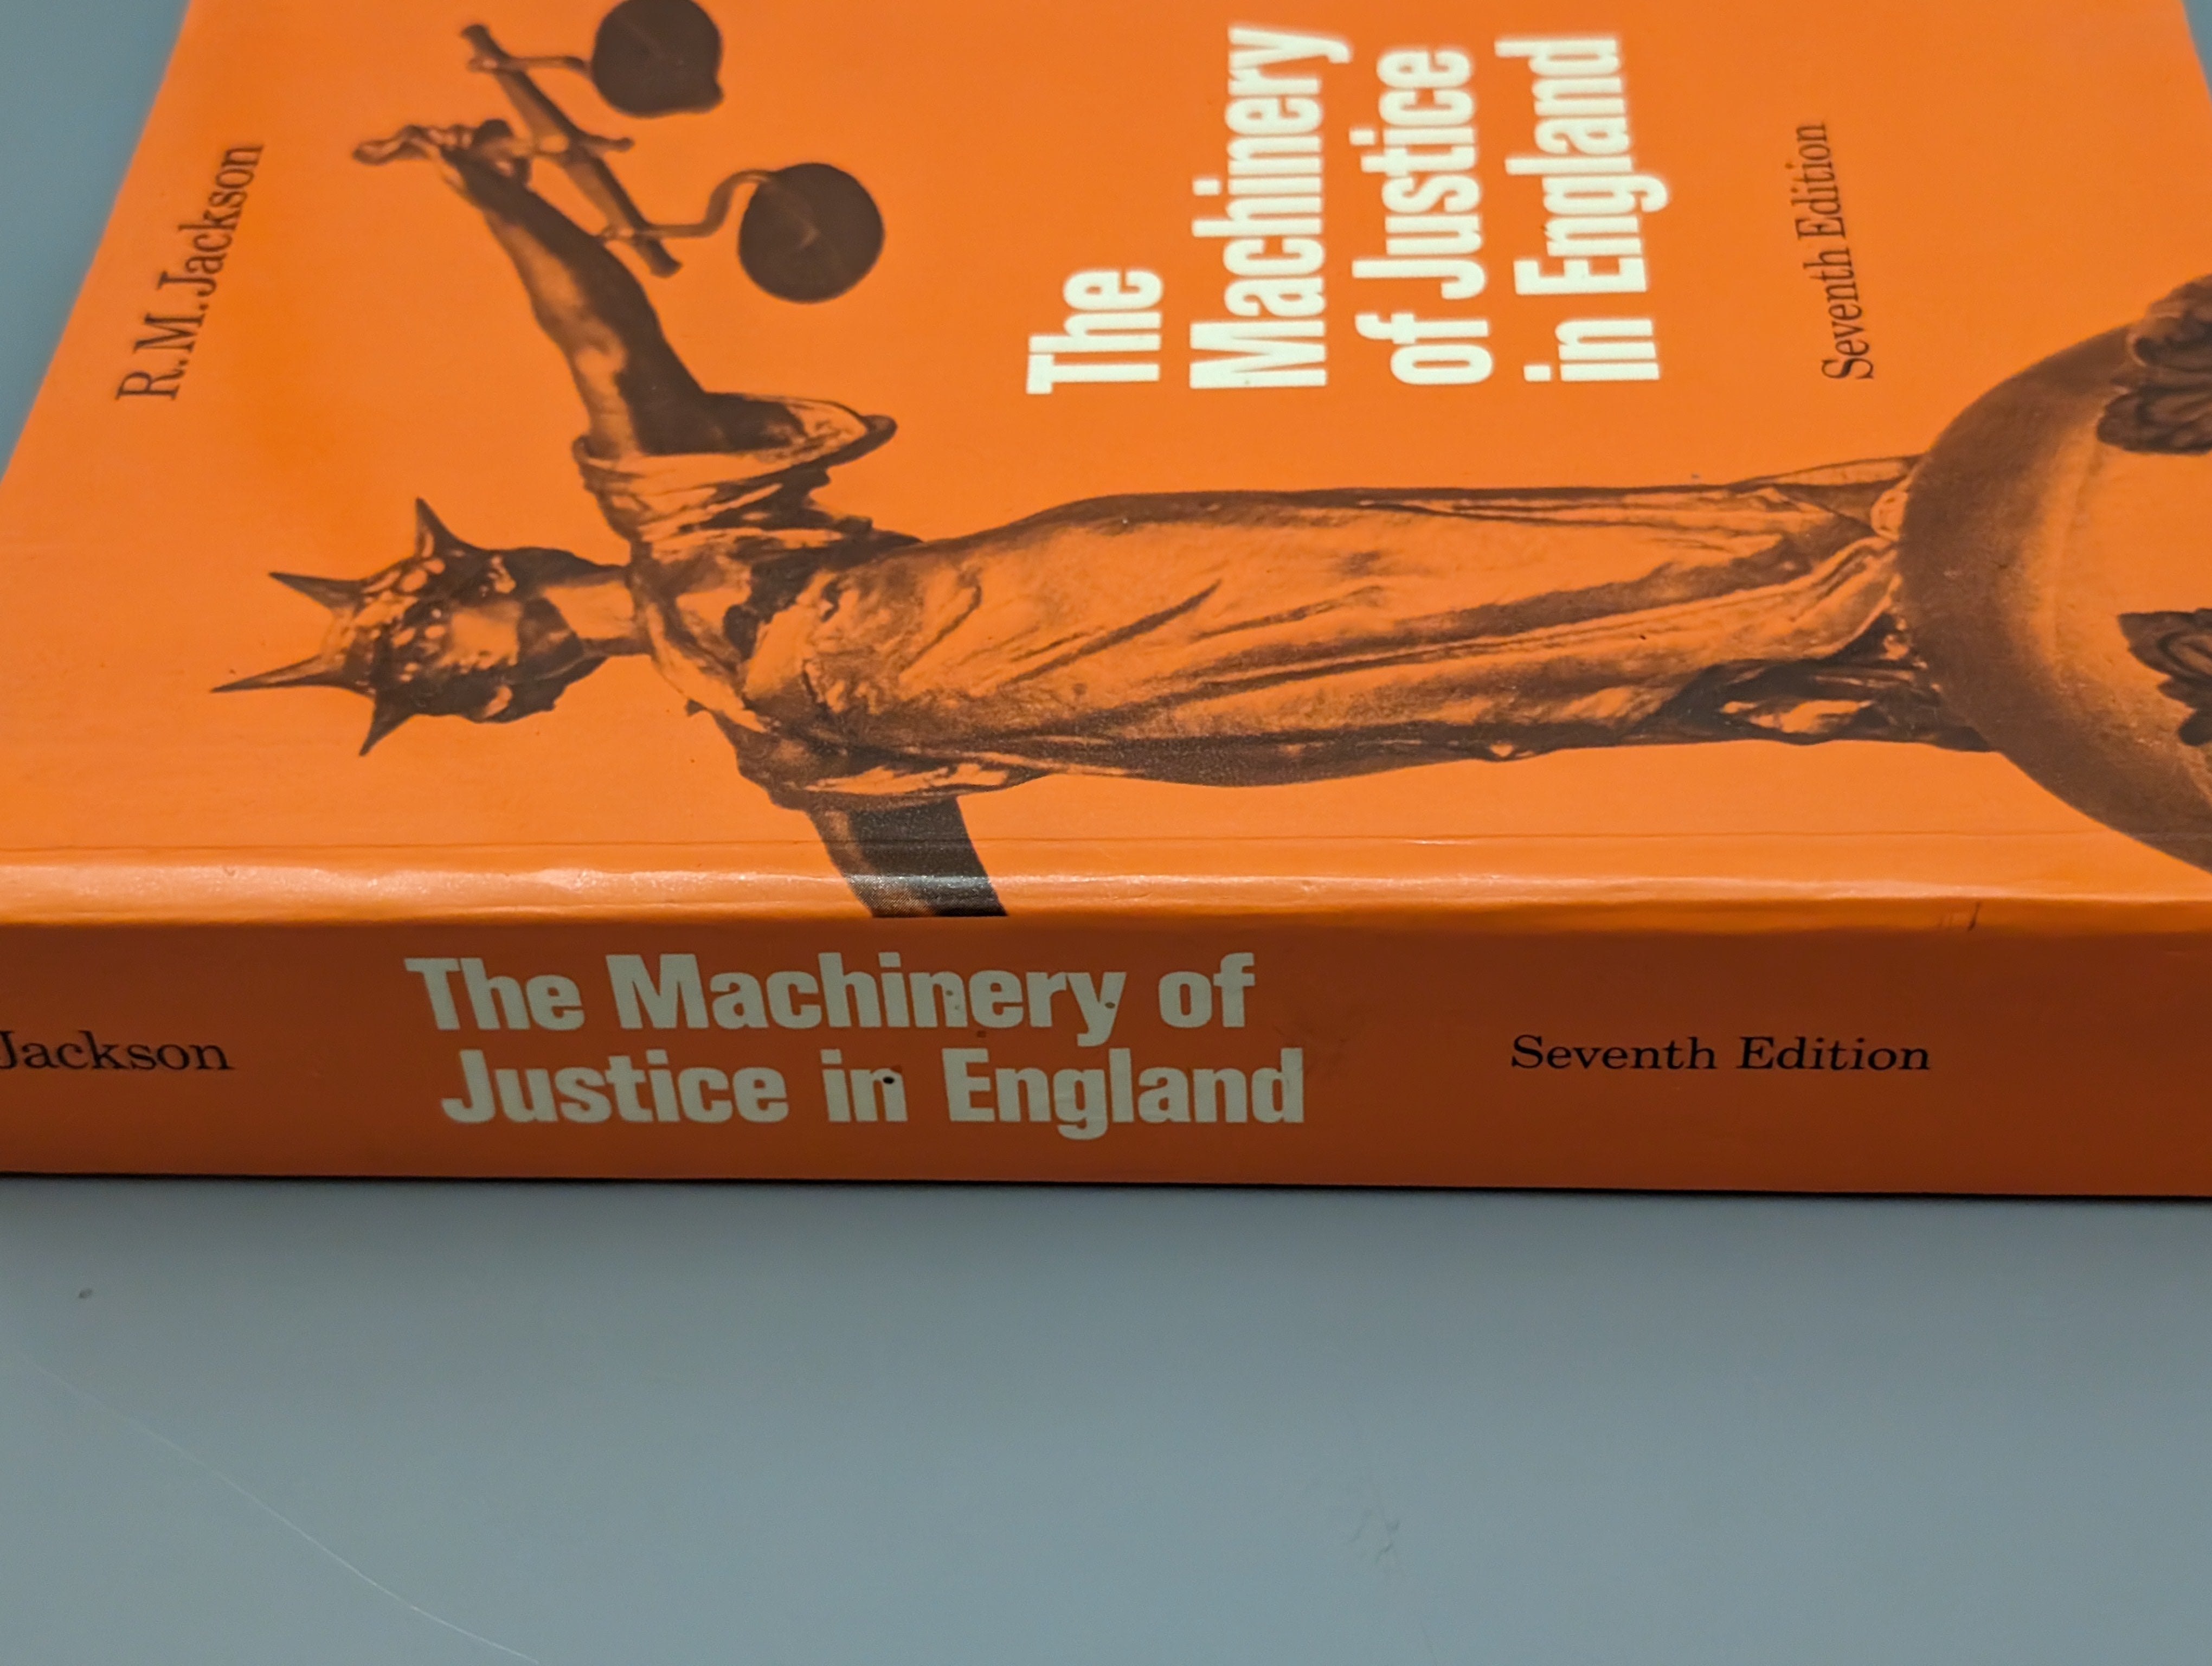 R.M.Jackson
The
Machinery
of Justice
in England
Seventh Edition
Jackson
The Machinery of
Justice in England
Seventh Edition